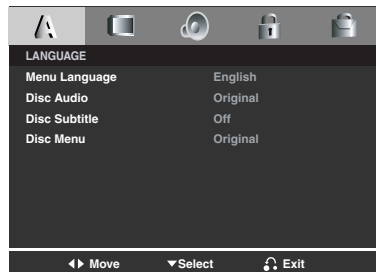 A
LANGUAGE
Menu Language English
Disc Audio Original
Disc Subtitle Off
Disc Menu Original
Move Select Exit